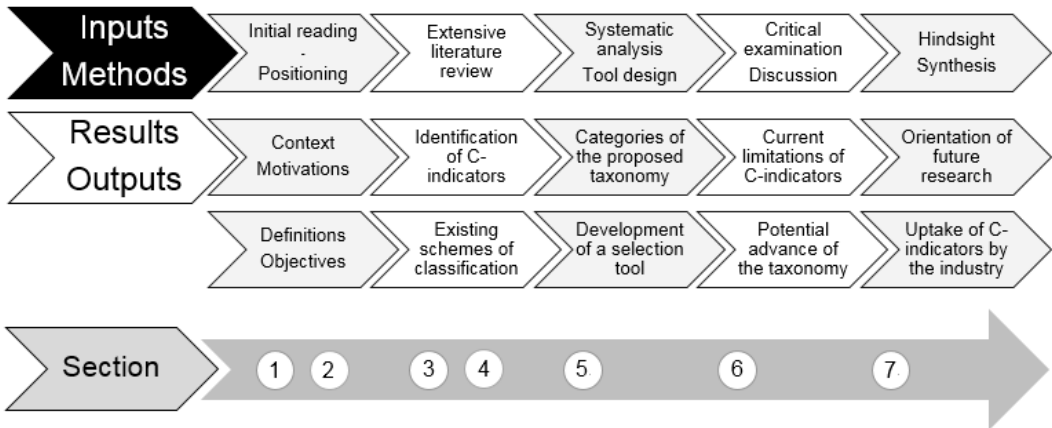 Inputs
Methods
Initial reading
-
Positioning
Extensive
literature
review
Systematic
analysis
Tool design
Critical
examination
Discussion
Hindsight
Synthesis
Results
Outputs
Context
Motivations
Identification
of C-
indicators
Categories of
the proposed
taxonomy
Current
limitations of
C-indicators
Orientation of
future
research
Definitions
Objectives
Existing
schemes of
classification
Development
of a selection
tool
Potential
advance of
the taxonomy
Uptake of C-
indicators by
the industry
Section
1
2
3
4
5.
6
7.